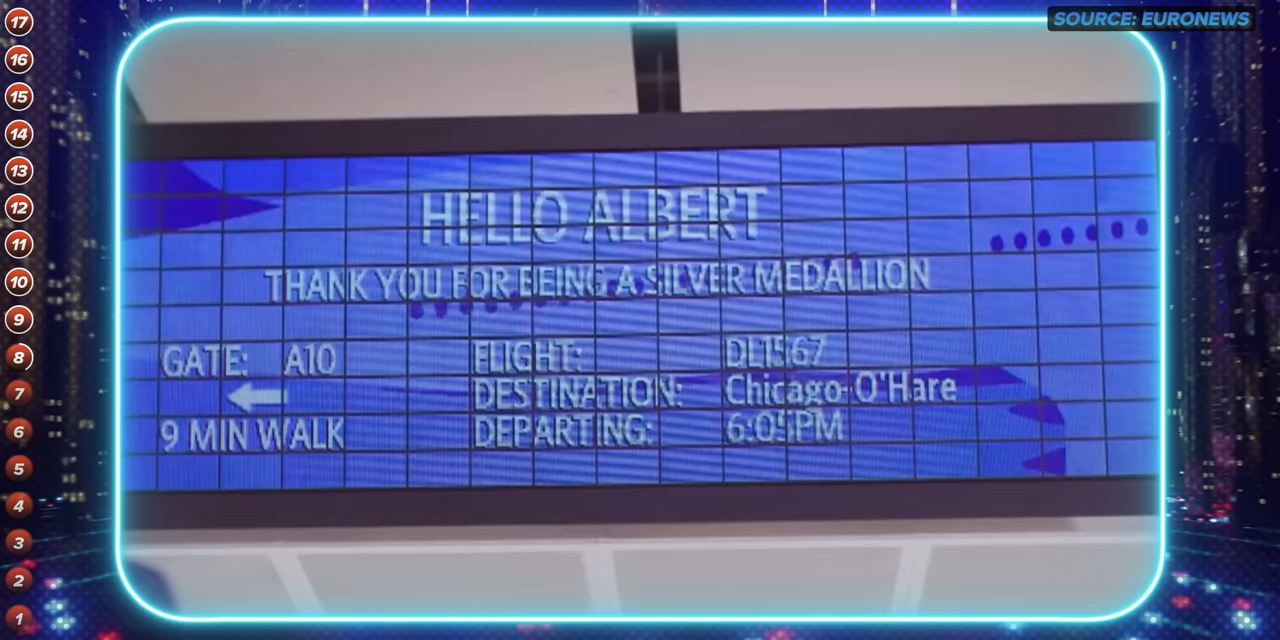 SOURCE: EURONEWS
HELLO ALBERT
THANK YOU FOR BEING A SILVER MEDALLION
GATE: A10
9 MIN WALK
FLIGHT: DL1567
DESTINATION: Chicago-O'Hare
DEPARTING: 6:05PM
17
16
15
14
13
12
11
10
9
8
7
6
5
4
3
2
1